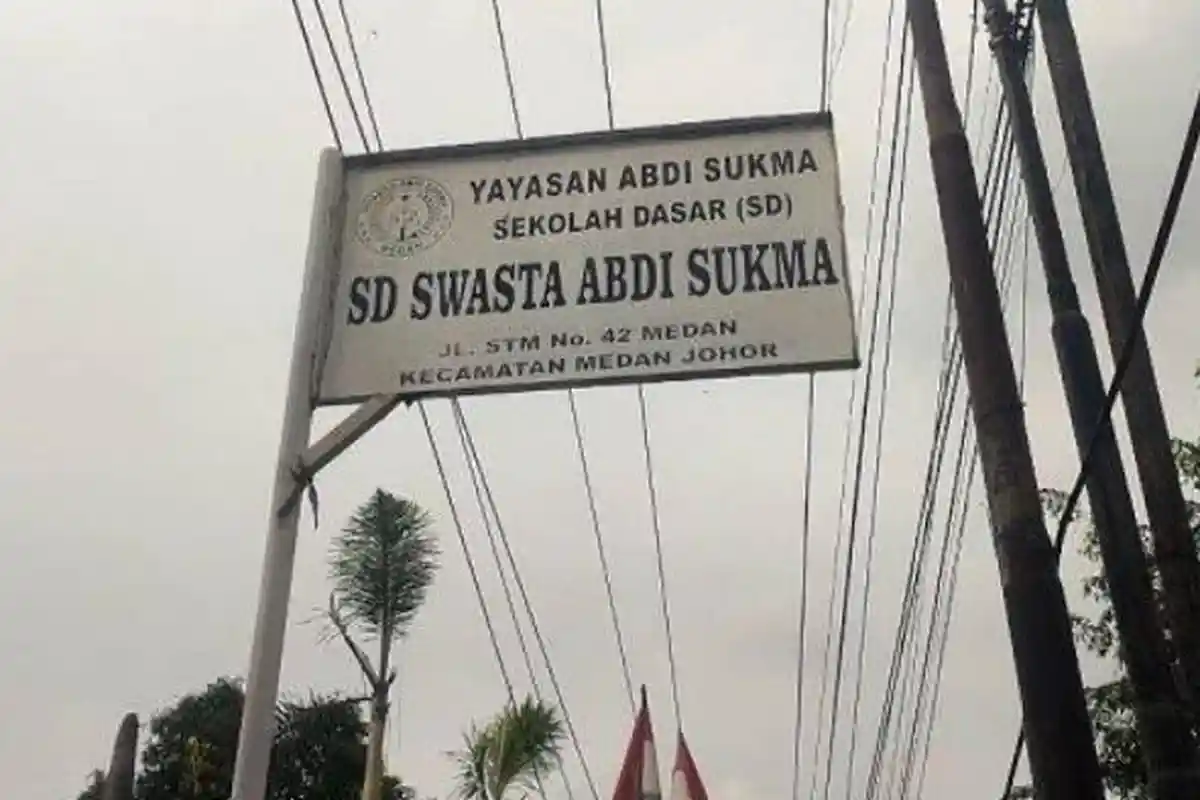 YAYASAN ABDI SUKMA
SEKOLAH DASAR (SD)
SD SWASTA ABDI SUKMA
JL. STM No. 42 MEDAN
KECAMATAN MEDAN JOHOR